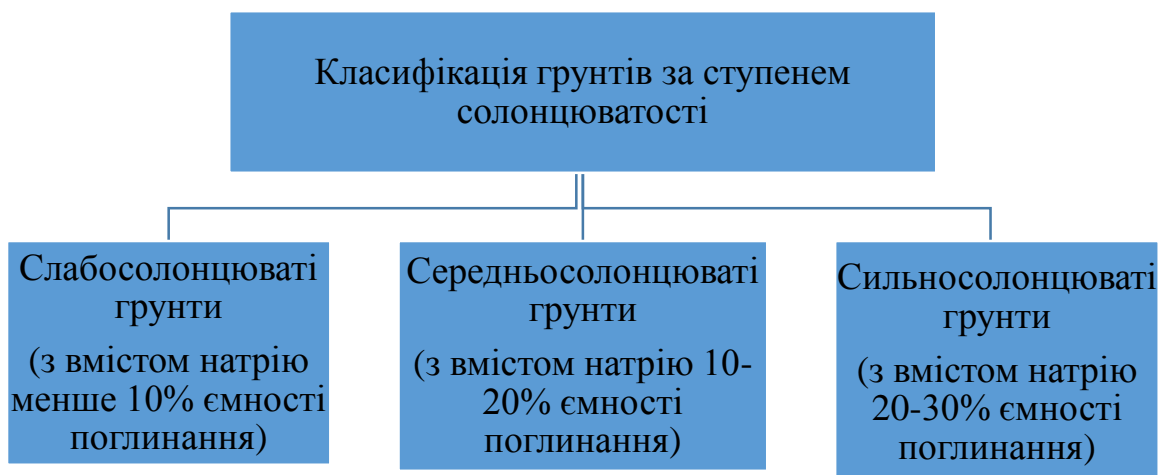 Класифікація грунтів за ступенем
солонцюватості
Слабосолонцюваті
грунти
(з вмістом натрію
менше 10% ємності
поглинання)
Середньосолонцюваті
грунти
(з вмістом натрію 10-
20% ємності
поглинання)
Сильносолонцюваті
грунти
(з вмістом натрію
20-30% ємності
поглинання)